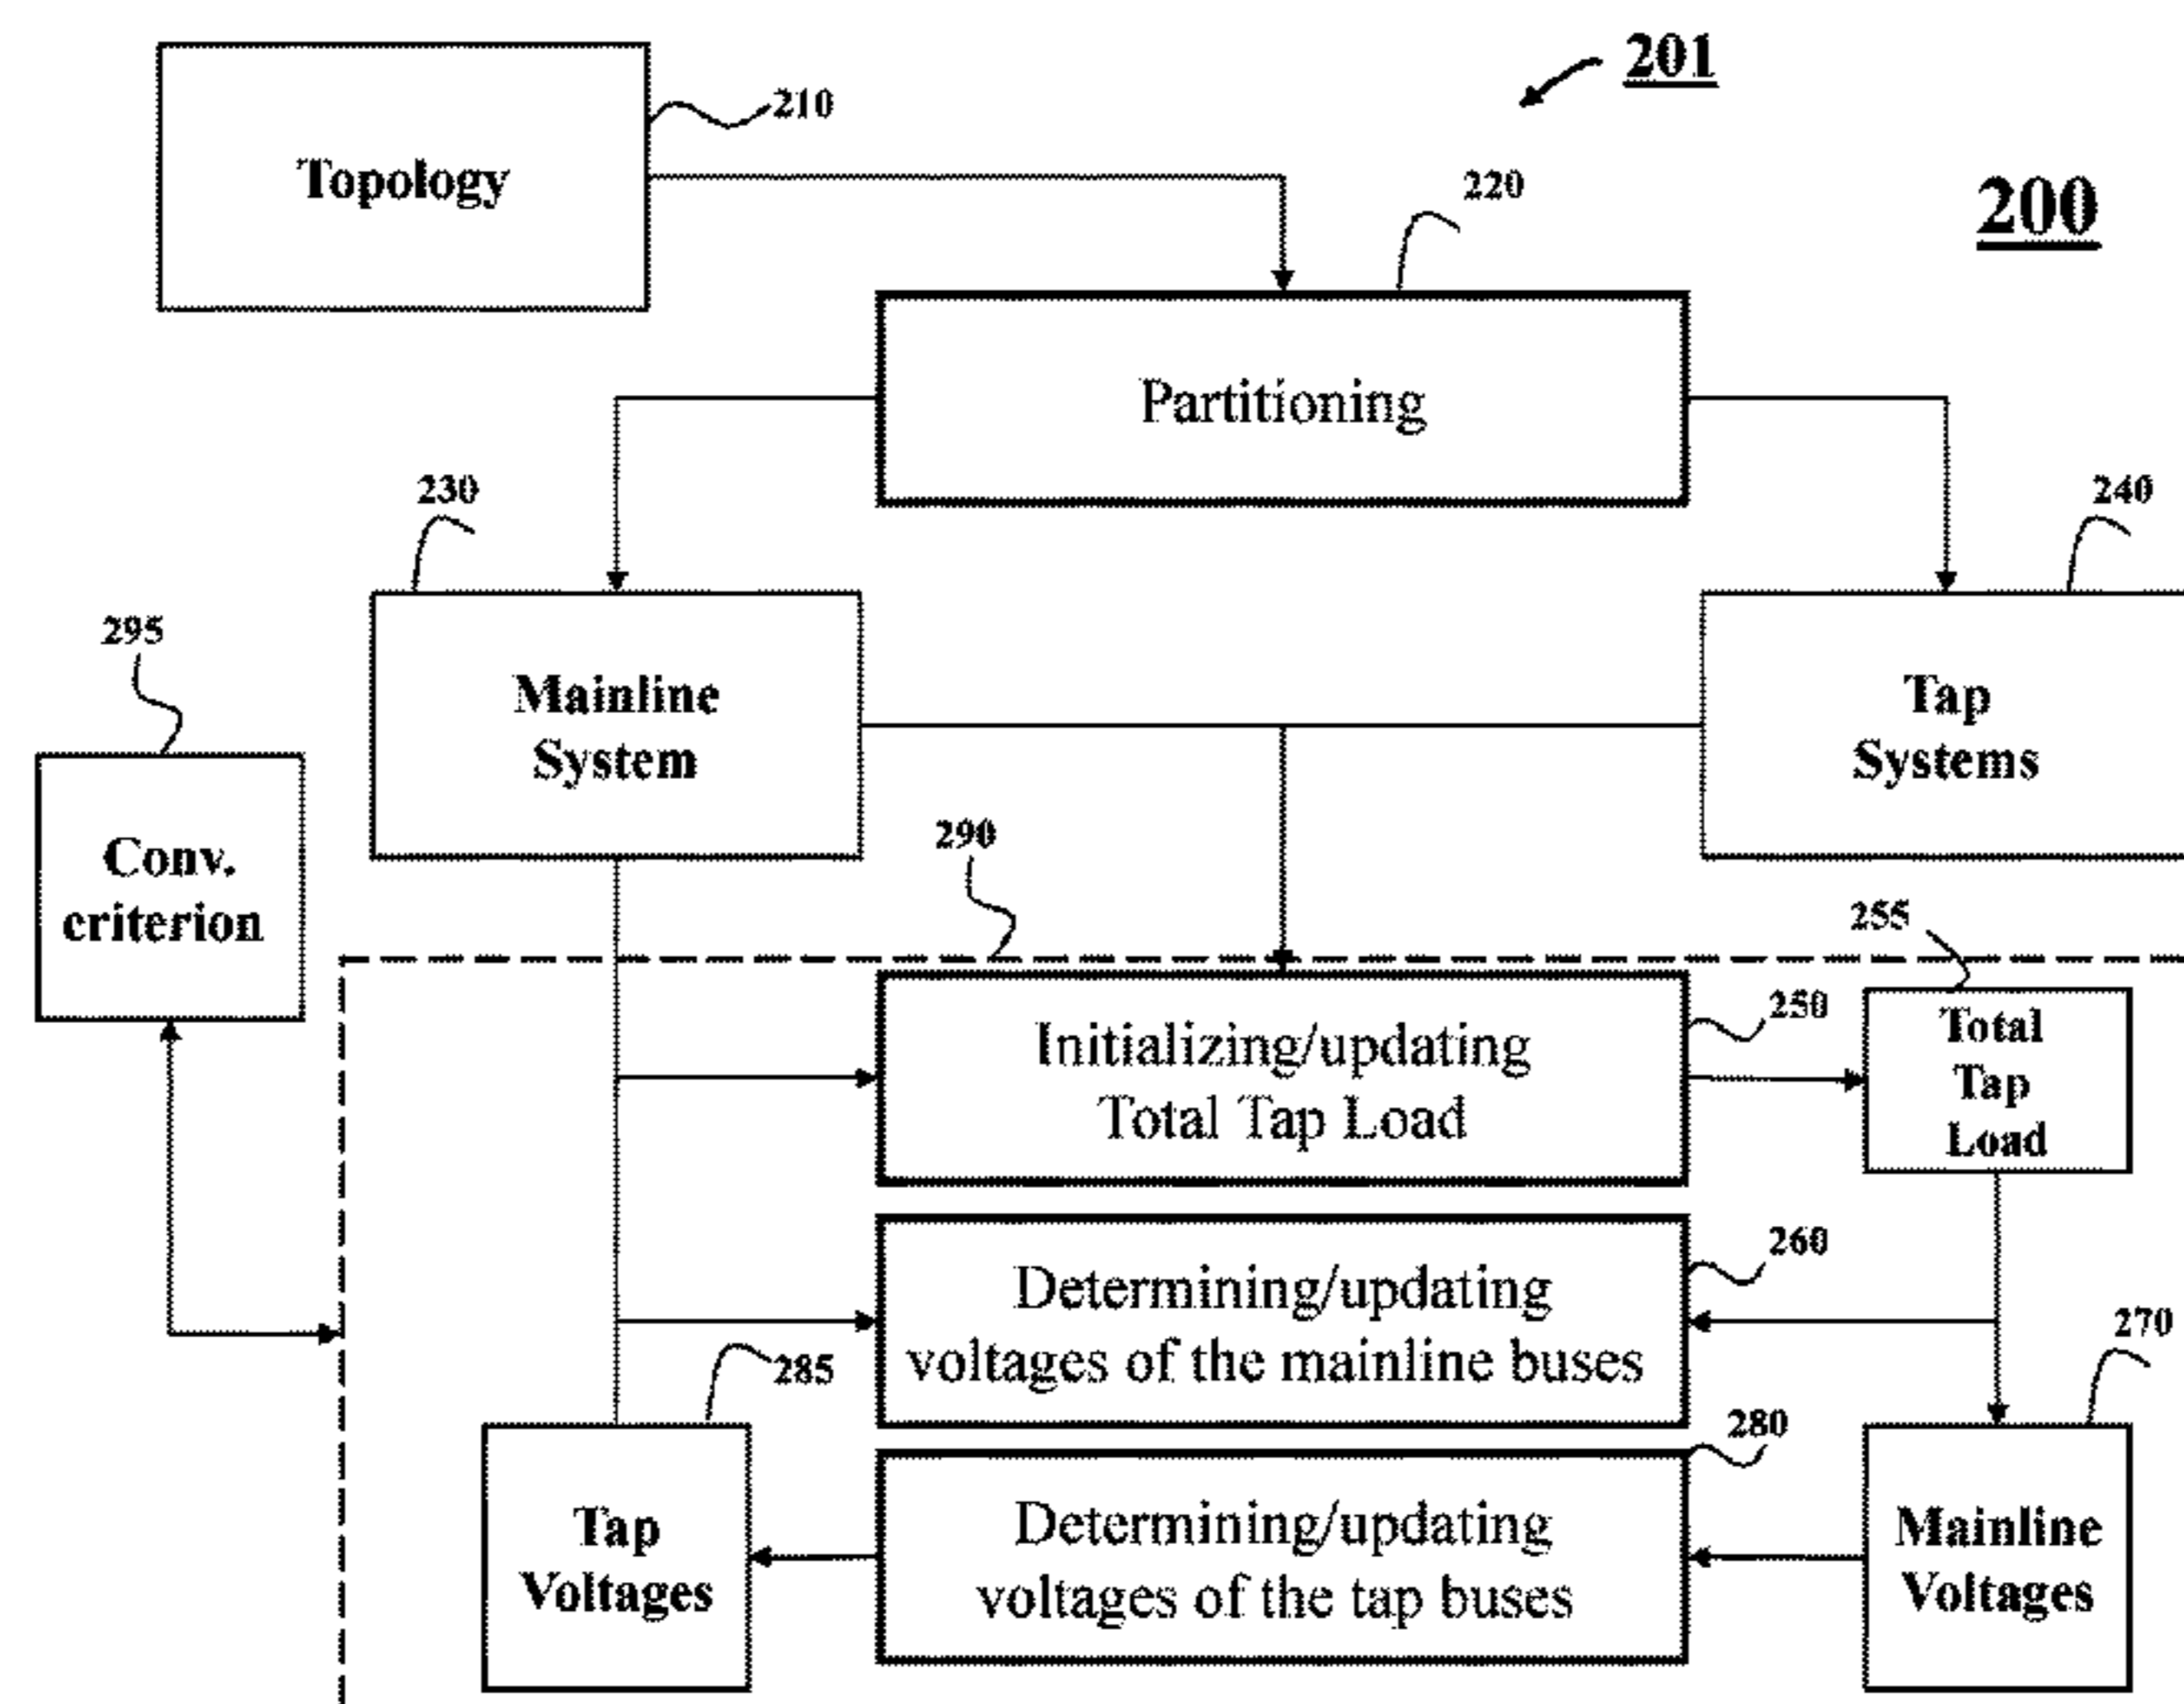 201
210
Topology
220
200
Partitioning
230
240
295
Mainline
System
Tap
Systems
290
Conv.
criterion
255
250
Initializing/updating
Total Tap Load
Total
Tap
Load
260
Determining/updating
voltages of the mainline buses
270
285
280
Tap
Voltages
Determining/updating
voltages of the tap buses
Mainline
Voltages